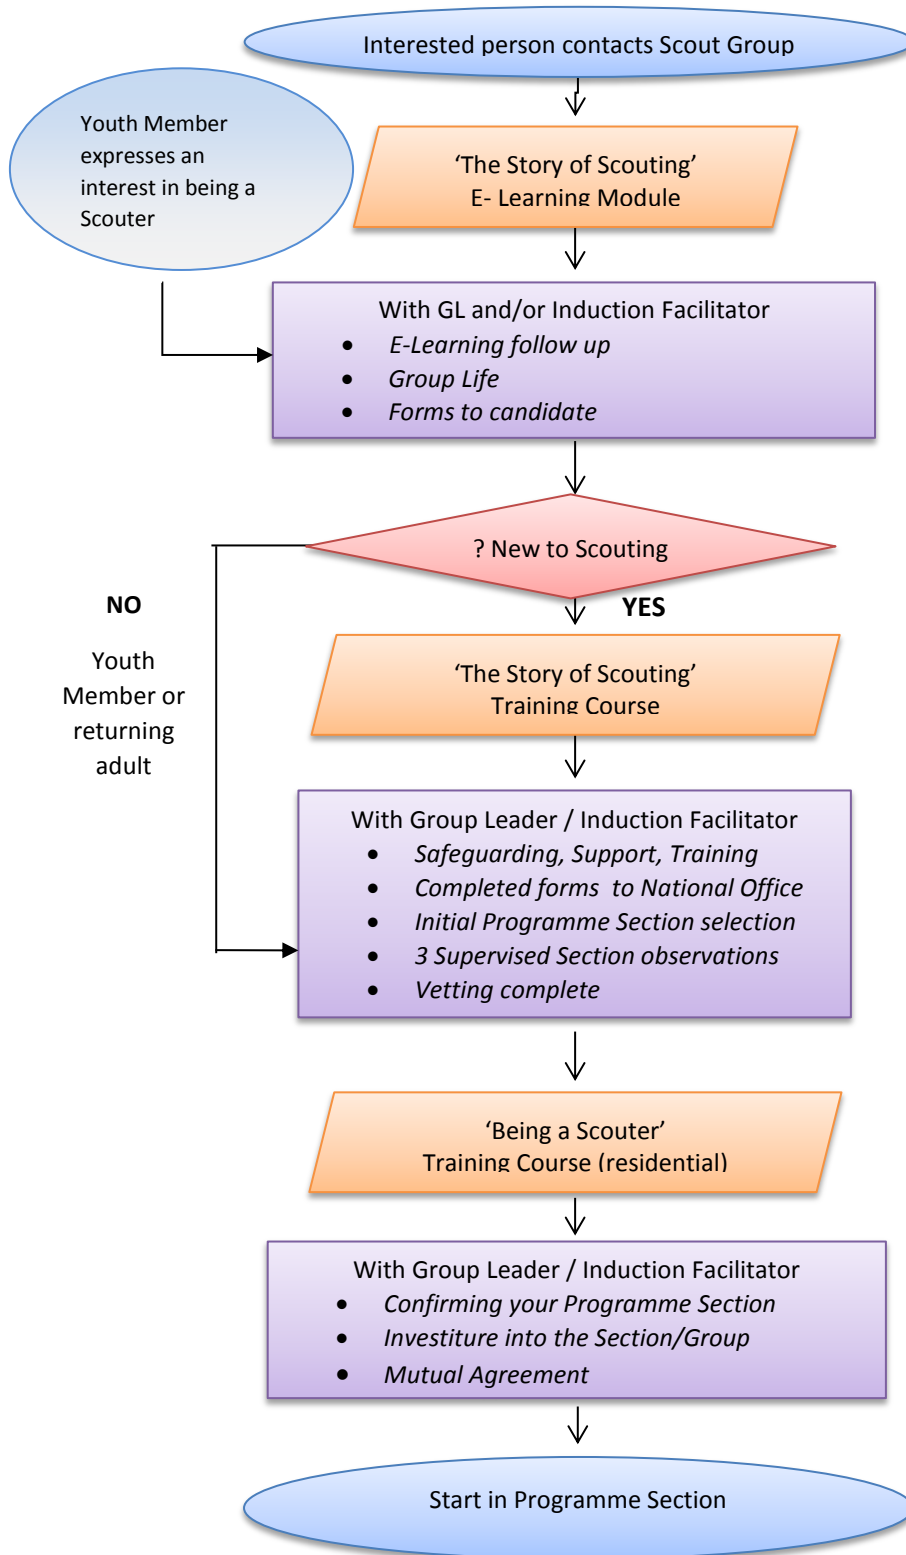 Interested person contacts Scout Group
Youth Member
expresses an
interest in being a
Scouter
‘The Story of Scouting’
E- Learning Module
With GL and/or Induction Facilitator
• E-Learning follow up
• Group Life
• Forms to candidate
? New to Scouting
NO
YES
Youth
Member or
returning
adult
‘The Story of Scouting’
Training Course
With Group Leader / Induction Facilitator
• Safeguarding, Support, Training
• Completed forms to National Office
• Initial Programme Section selection
• 3 Supervised Section observations
• Vetting complete
‘Being a Scouter’
Training Course (residential)
With Group Leader / Induction Facilitator
• Confirming your Programme Section
• Investiture into the Section/Group
• Mutual Agreement
Start in Programme Section